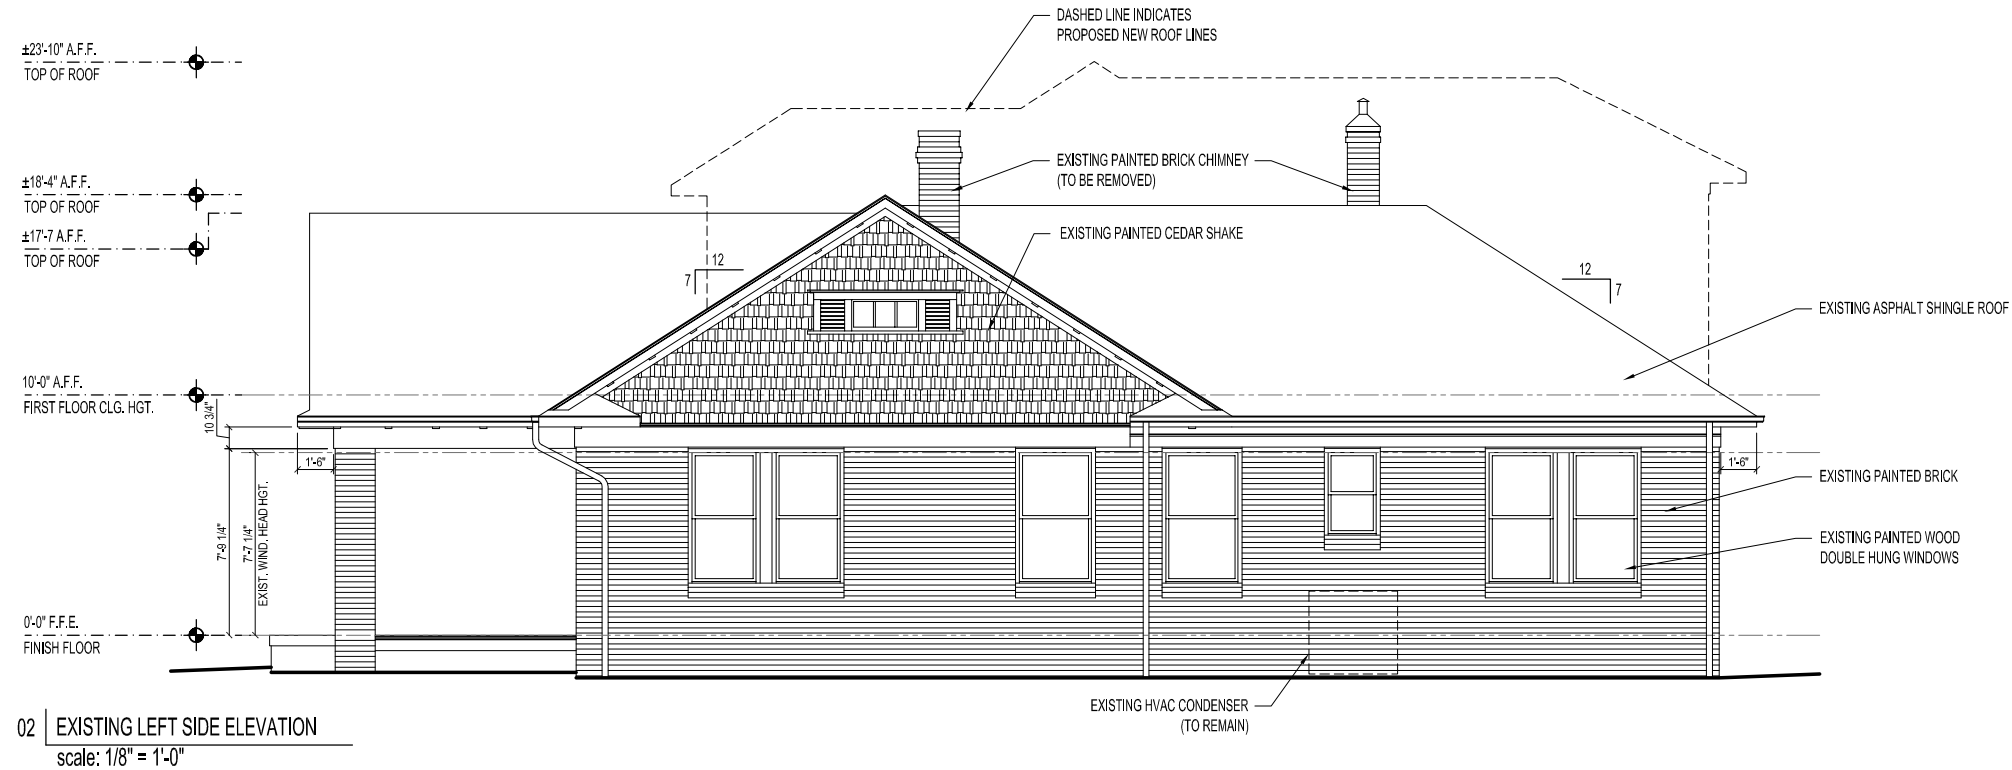 DASHED LINE INDICATES
PROPOSED NEW ROOF LINES
±23'-10" A.F.F.
TOP OF ROOF
EXISTING PAINTED BRICK CHIMNEY
(TO BE REMOVED)
±18'-4" A.F.F.
TOP OF ROOF
±17'-7 A.F.F.
TOP OF ROOF
EXISTING PAINTED CEDAR SHAKE
12
7
12
7
EXISTING ASPHALT SHINGLE ROOF
10'-0" A.F.F.
FIRST FLOOR CLG. HGT.
10 3/4"
1'-6"
1'-6"
EXISTING PAINTED BRICK
7'-9 1/4"
7'-7 1/4"
EXIST. WIND. HEAD HGT.
EXISTING PAINTED WOOD
DOUBLE HUNG WINDOWS
0'-0" F.F.E.
FINISH FLOOR
EXISTING HVAC CONDENSER
(TO REMAIN)
02 EXISTING LEFT SIDE ELEVATION
scale: 1/8" = 1'-0"